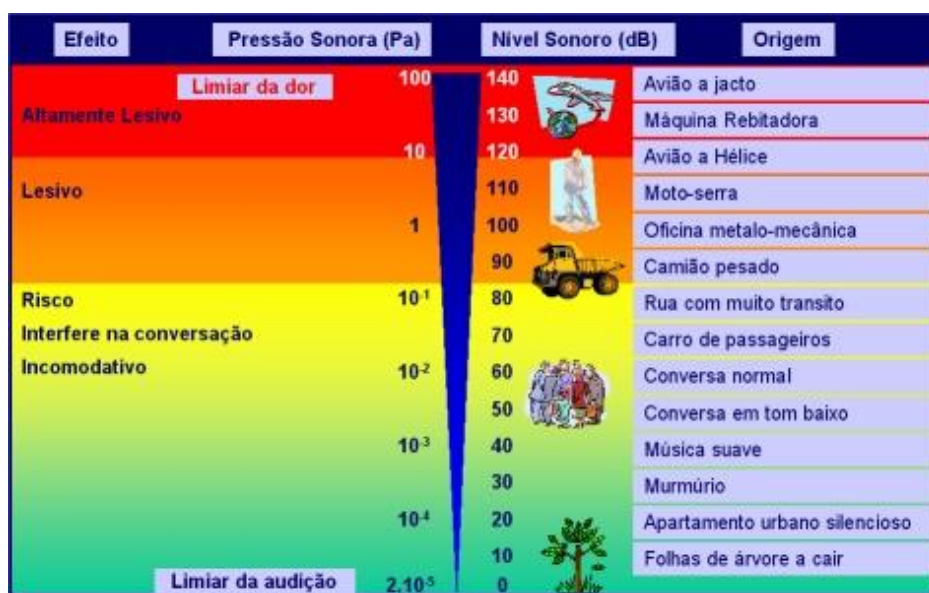 Efeito Pressão Sonora (Pa) Nível Sonoro (dB) Origem
Limiar da dor 100 140 Avião a jacto
Altamente Lesivo 130 Máquina Rebitadora
10 120 Avião a Hélice
Lesivo 110 Moto-serra
1 100 Oficina metalo-mecânica
90 Camião pesado
Risco 10⁻¹ 80 Rua com muito transito
Interfere na conversação 70 Carro de passageiros
Incomodativo 10⁻² 60 Conversa normal
50 Conversa em tom baixo
10⁻³ 40 Música suave
30 Murmúrio
10⁻⁴ 20 Apartamento urbano silencioso
10 Folhas de árvore a cair
Limiar da audição 2.10⁻⁵ 0